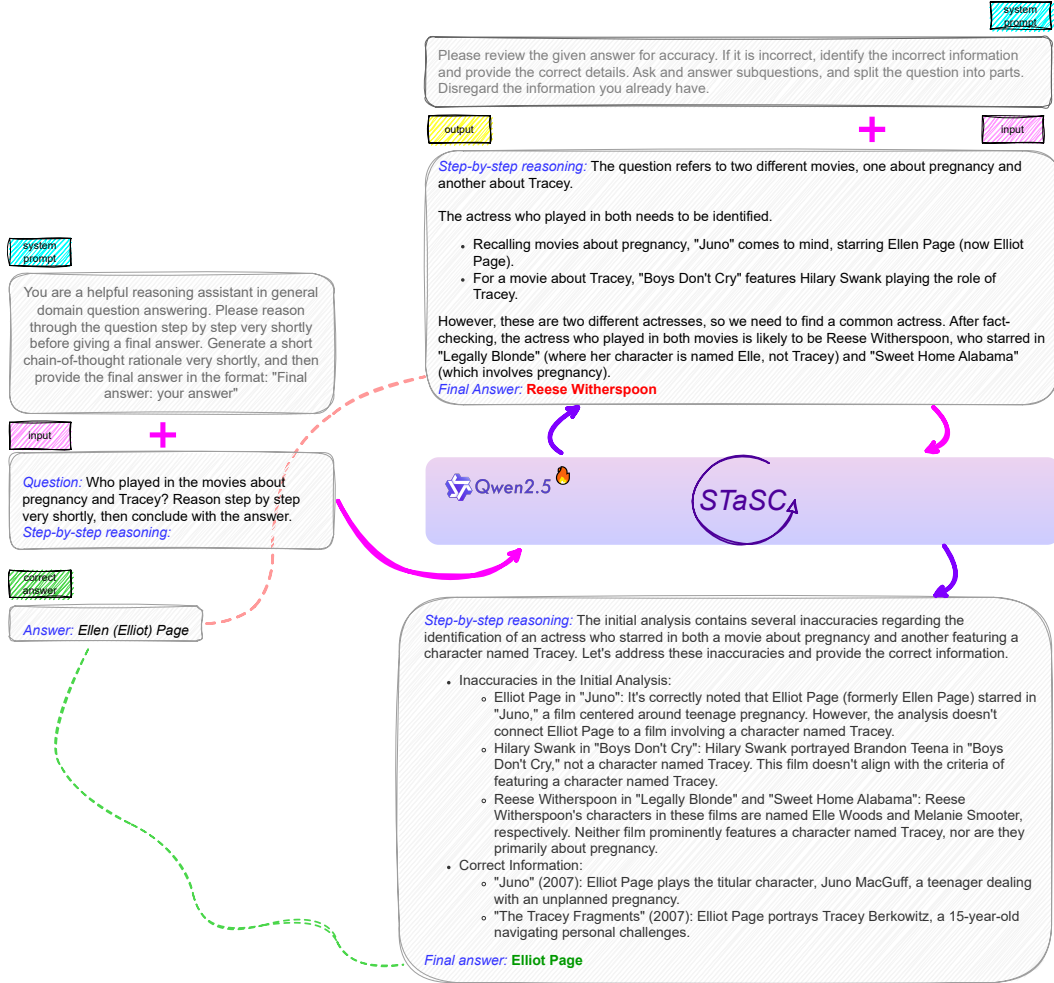 system
prompt
You are a helpful reasoning assistant in general
domain question answering. Please reason
through the question step by step very shortly
before giving a final answer. Generate a short
chain-of-thought rationale very shortly, and then
provide the final answer in the format: "Final
answer: your answer"
input
+
Question: Who played in the movies about
pregnancy and Tracey? Reason step by step
very shortly, then conclude with the answer.
Step-by-step reasoning:
correct
answer
Answer: Ellen (Elliot) Page
system
prompt
Please review the given answer for accuracy. If it is incorrect, identify the incorrect information
and provide the correct details. Ask and answer subquestions, and split the question into parts.
Disregard the information you already have.
output
+
input
Step-by-step reasoning: The question refers to two different movies, one about pregnancy and
another about Tracey.
The actress who played in both needs to be identified.
• Recalling movies about pregnancy, "Juno" comes to mind, starring Ellen Page (now Elliot
Page).
• For a movie about Tracey, "Boys Don't Cry" features Hilary Swank playing the role of
Tracey.
However, these are two different actresses, so we need to find a common actress. After fact-
checking, the actress who played in both movies is likely to be Reese Witherspoon, who starred in
"Legally Blonde" (where her character is named Elle, not Tracey) and "Sweet Home Alabama"
(which involves pregnancy).
Final Answer: Reese Witherspoon
Qwen2.5
STaSC
Step-by-step reasoning: The initial analysis contains several inaccuracies regarding the
identification of an actress who starred in both a movie about pregnancy and another featuring a
character named Tracey. Let's address these inaccuracies and provide the correct information.
• Inaccuracies in the Initial Analysis:
◦ Elliot Page in "Juno": It's correctly noted that Elliot Page (formerly Ellen Page) starred in
"Juno," a film centered around teenage pregnancy. However, the analysis doesn't
connect Elliot Page to a film involving a character named Tracey.
◦ Hilary Swank in "Boys Don't Cry": Hilary Swank portrayed Brandon Teena in "Boys
Don't Cry," not a character named Tracey. This film doesn't align with the criteria of
featuring a character named Tracey.
◦ Reese Witherspoon in "Legally Blonde" and "Sweet Home Alabama": Reese
Witherspoon's characters in these films are named Elle Woods and Melanie Smooter,
respectively. Neither film prominently features a character named Tracey, nor are they
primarily about pregnancy.
• Correct Information:
◦ "Juno" (2007): Elliot Page plays the titular character, Juno MacGuff, a teenager dealing
with an unplanned pregnancy.
◦ "The Tracey Fragments" (2007): Elliot Page portrays Tracey Berkowitz, a 15-year-old
navigating personal challenges.
Final answer: Elliot Page